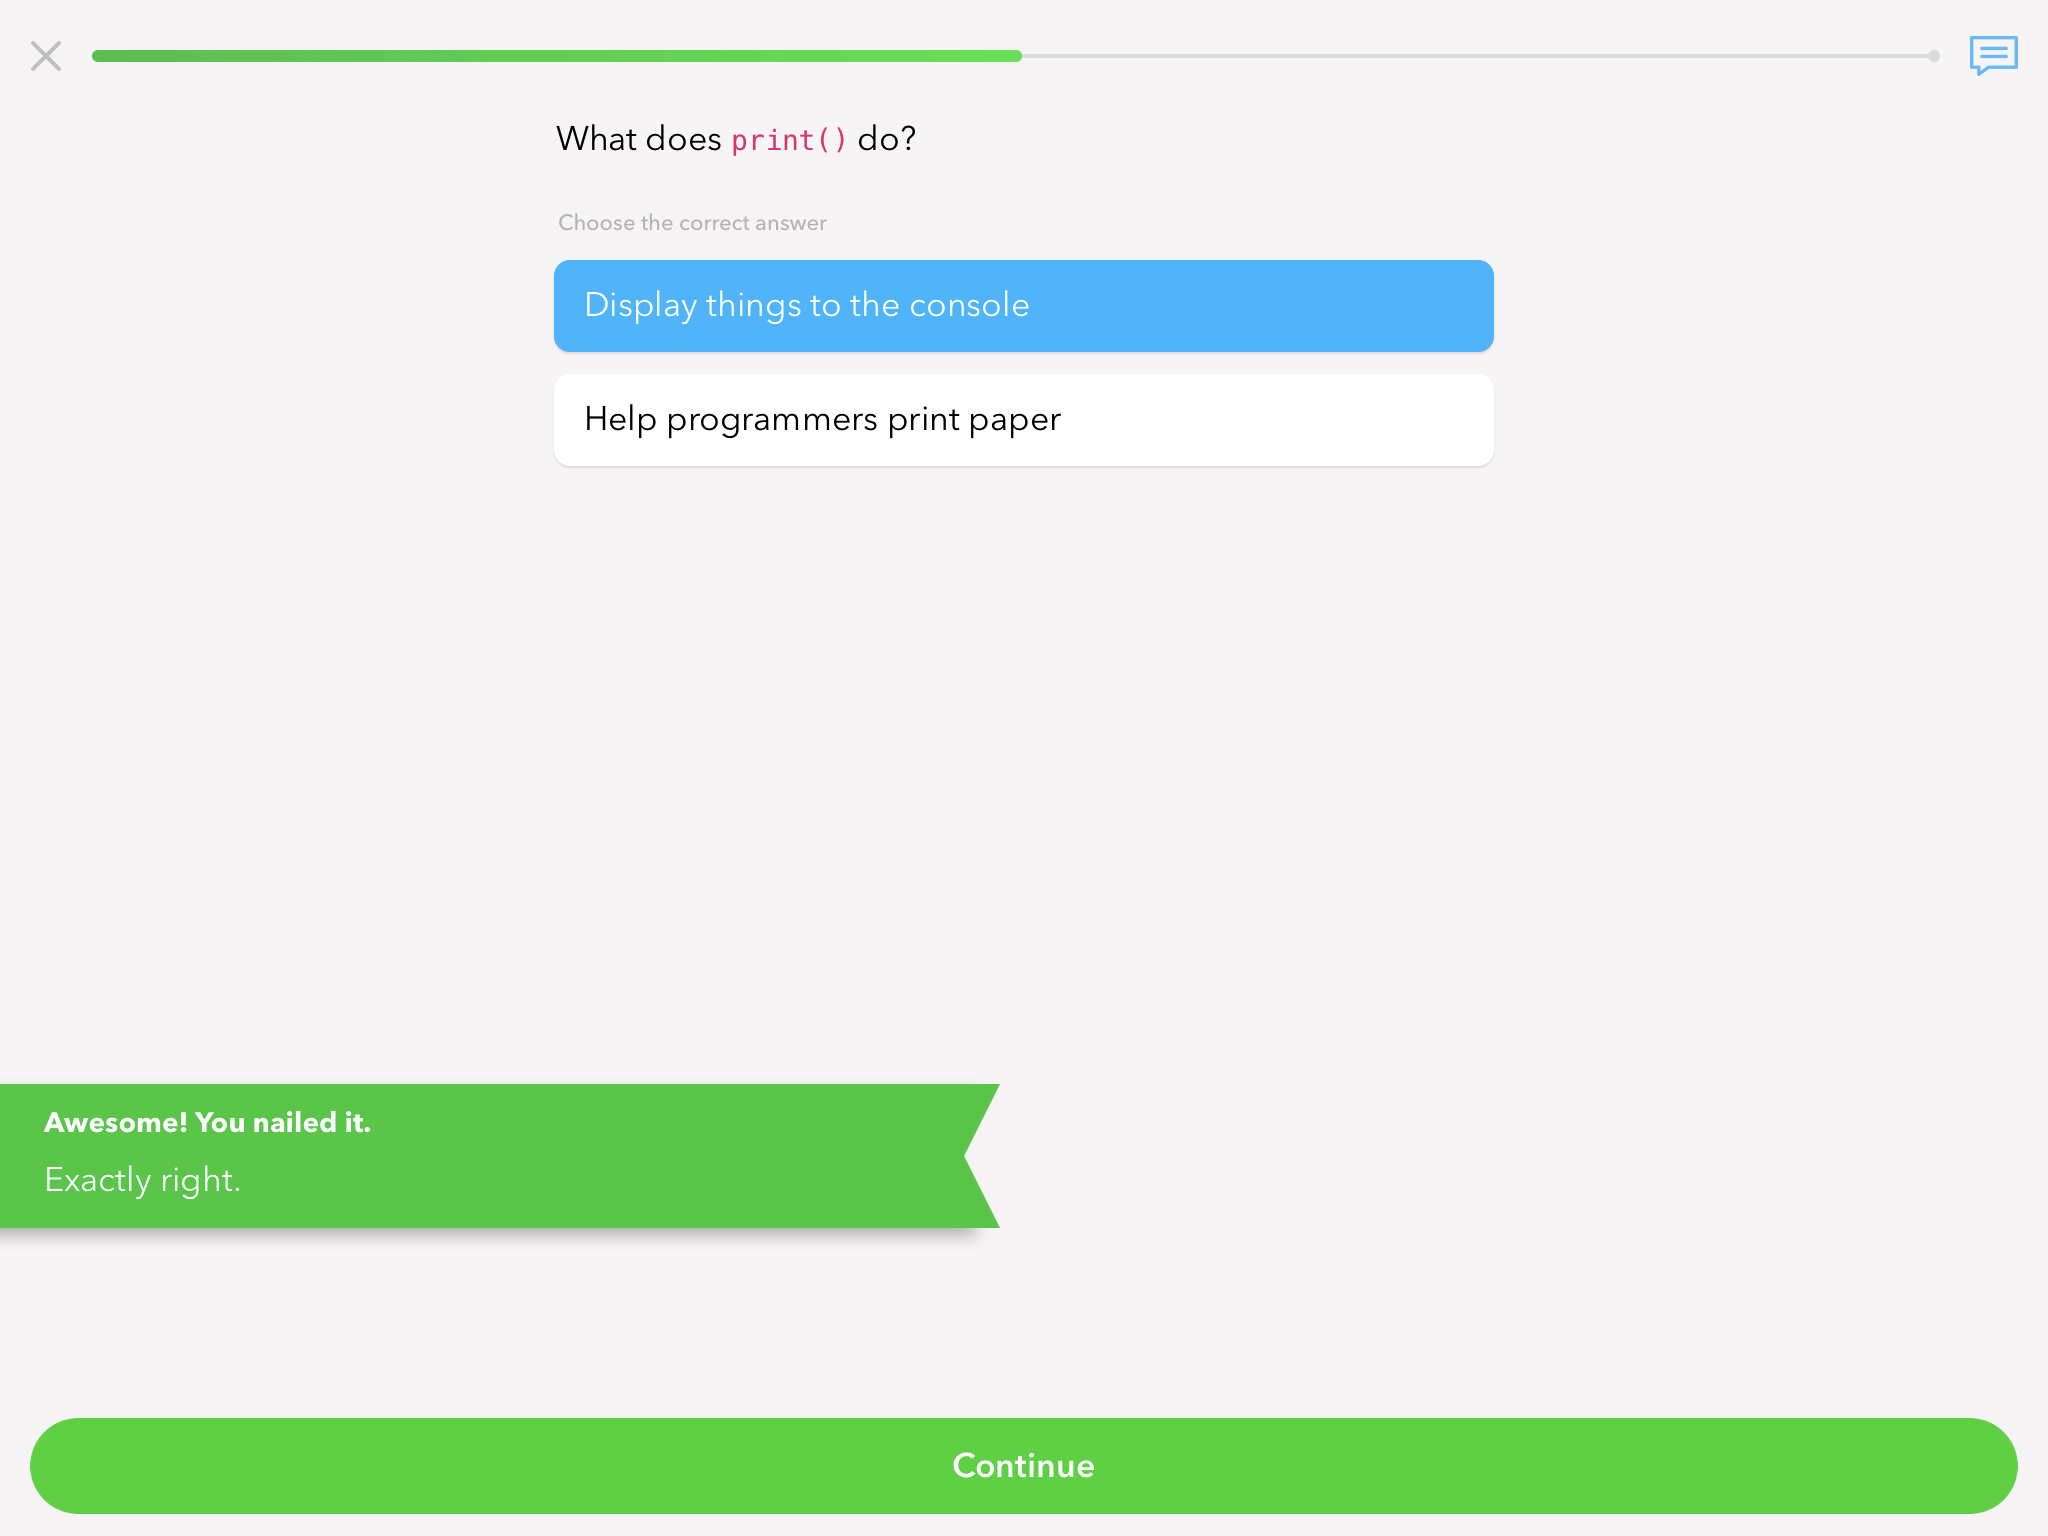 What does print() do?
Choose the correct answer
Display things to the console
Help programmers print paper
Awesome! You nailed it.
Exactly right.
Continue